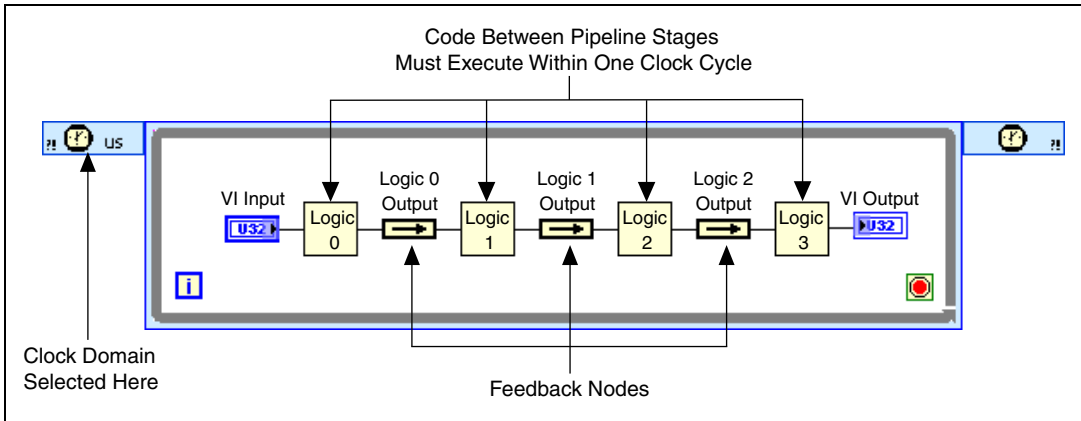 Code Between Pipeline Stages
Must Execute Within One Clock Cycle
?! us ?!
VI Input
Logic 0
Output
Logic 1
Output
Logic 2
Output
VI Output
U32
Logic
0
Logic
1
Logic
2
Logic
3
U32
i
Clock Domain
Selected Here
Feedback Nodes